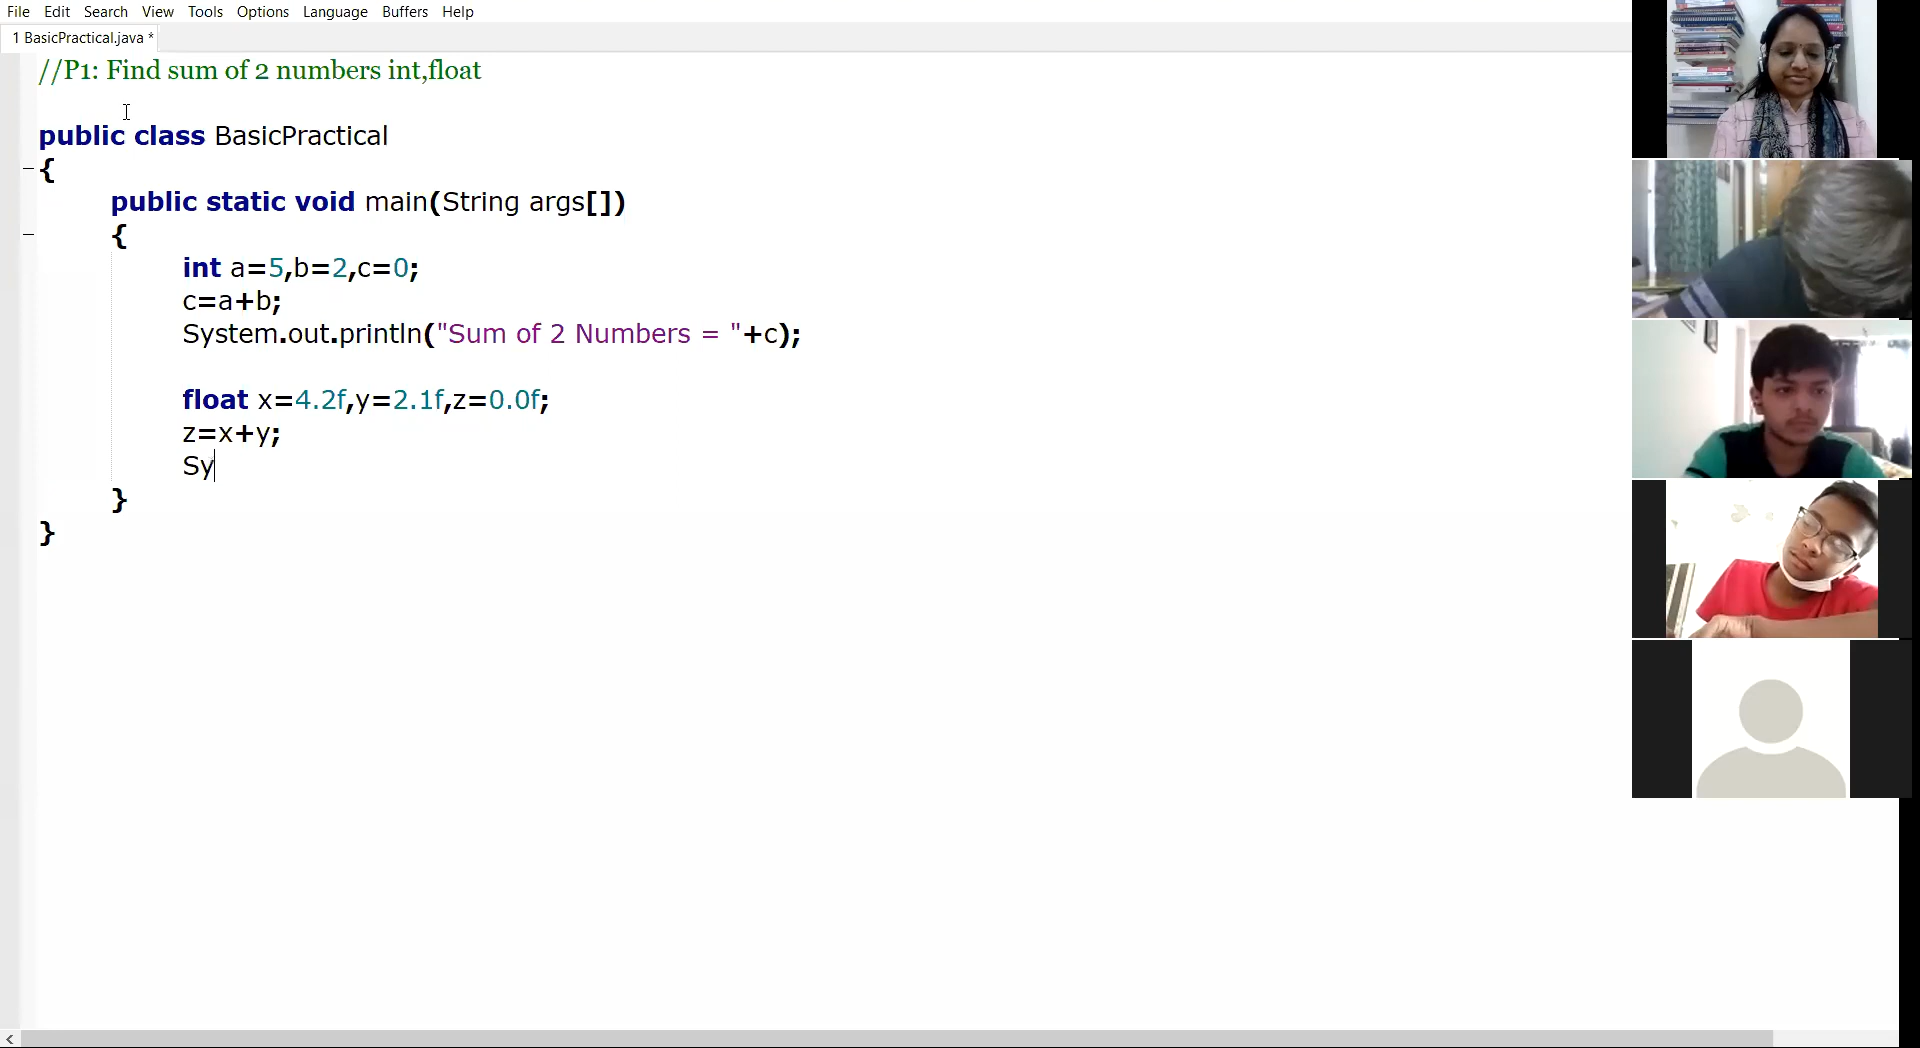 File Edit Search View Tools Options Language Buffers Help
1 BasicPractical.java *
//P1: Find sum of 2 numbers int,float
public class BasicPractical
{
public static void main(String args[])
{
int a=5,b=2,c=0;
c=a+b;
System.out.println("Sum of 2 Numbers = "+c);
float x=4.2f,y=2.1f,z=0.0f;
z=x+y;
Sy
}
}